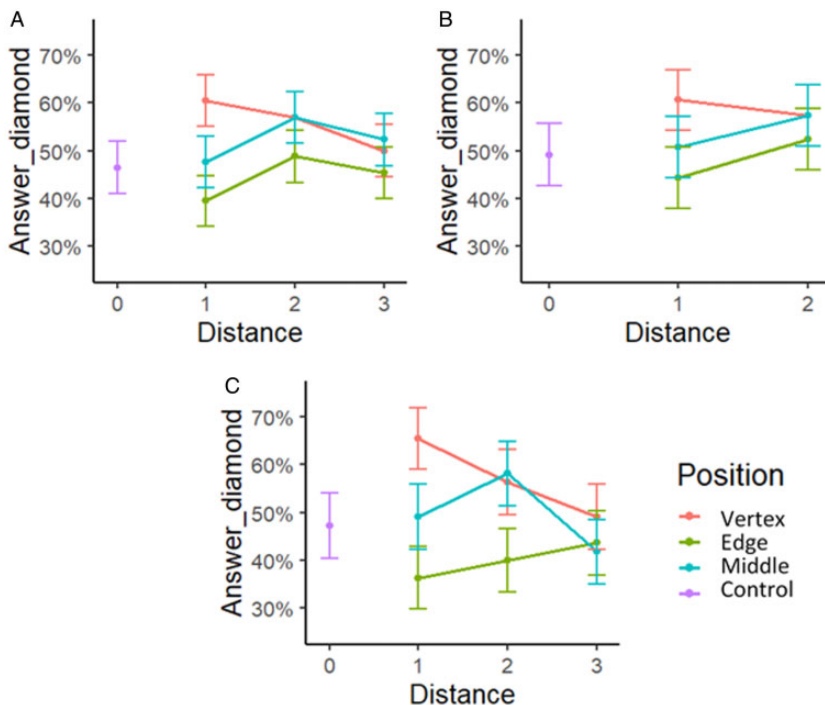 A
Answer_diamond
70%
60%
50%
40%
30%
0 1 2 3
Distance
B
Answer_diamond
70%
60%
50%
40%
30%
0 1 2
Distance
C
Answer_diamond
70%
60%
50%
40%
30%
0 1 2 3
Distance
Position
Vertex
Edge
Middle
Control